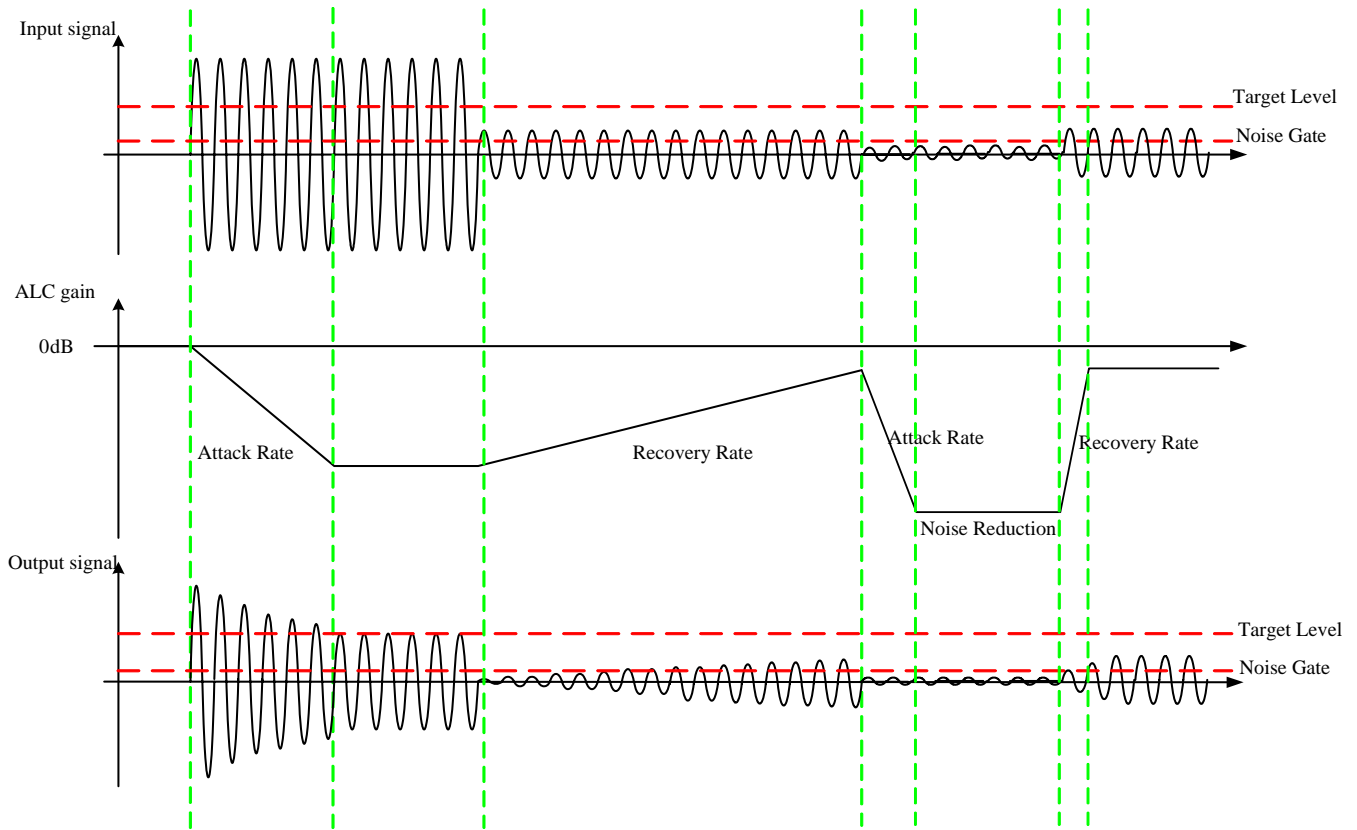 Input signal
Target Level
Noise Gate
ALC gain
0dB
Attack Rate
Recovery Rate
Attack Rate
Recovery Rate
Noise Reduction
Output signal
Target Level
Noise Gate